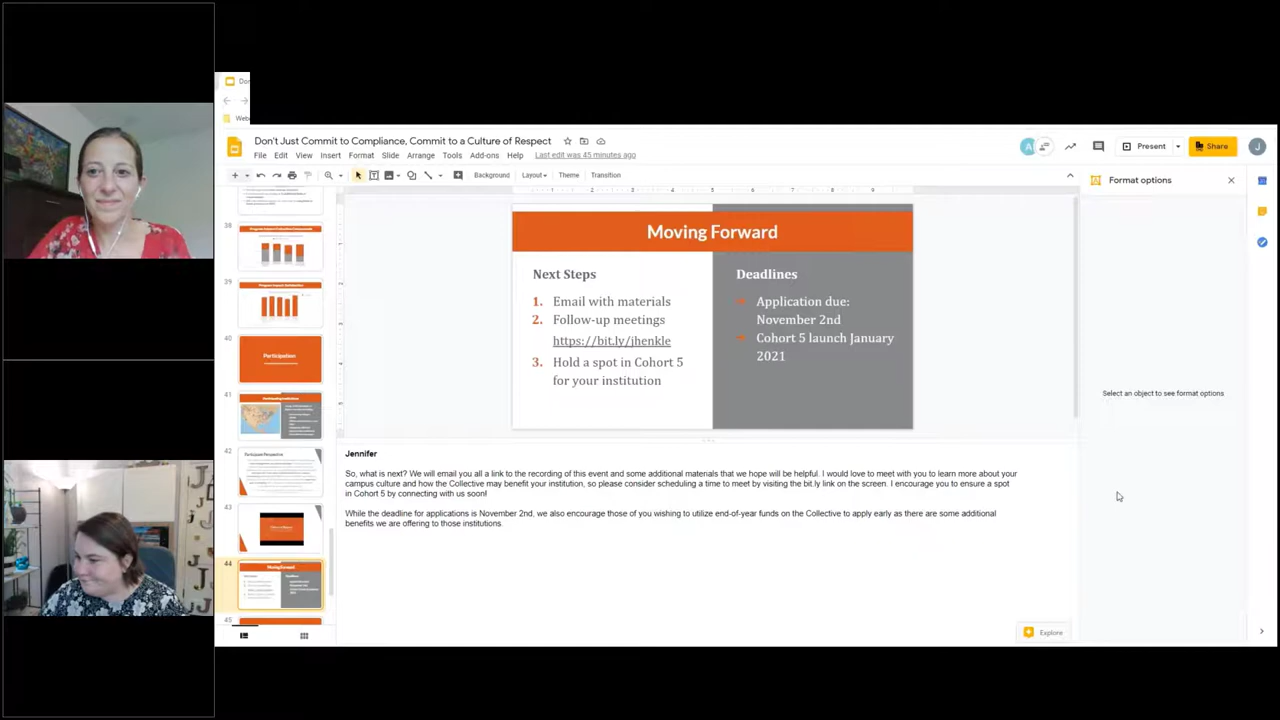 Don't Just Commit to Compliance, Commit to a Culture of Respect
File Edit View Insert Format Slide Arrange Tools Add-ons Help Last edit was 45 minutes ago
Present
Share
A
J
Background Layout Theme Transition
Format options
Select an object to see format options
38
39
40
Participation
41
42
43
44
45
Moving Forward
Next Steps
1. Email with materials
2. Follow-up meetings
https://bit.ly/jhenkle
3. Hold a spot in Cohort 5
for your institution
Deadlines
Application due:
November 2nd
Cohort 5 launch January
2021
Jennifer
So, what is next? We will email you all a link to the recording of this event and some additional materials that we hope will be helpful. I would love to meet with you to learn more about your
campus culture and how the Collective may benefit your institution, so please consider scheduling a time to meet by visiting the bit.ly link on the screen. I encourage you to ensure a spot
in Cohort 5 by connecting with us soon!
While the deadline for applications is November 2nd, we also encourage those of you wishing to utilize end-of-year funds on the Collective to apply early as there are some additional
benefits we are offering to those institutions.
Explore